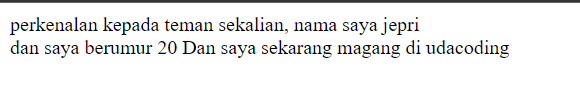 perkenalan kepada teman sekalian, nama saya jepri
dan saya berumur 20 Dan saya sekarang magang di udacoding